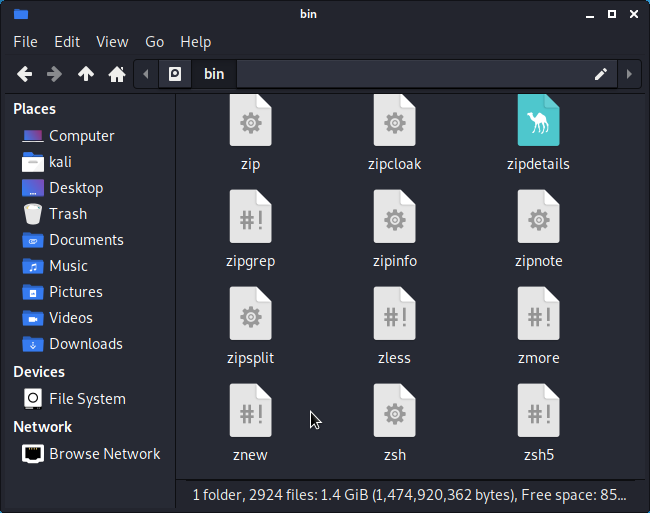 bin
File Edit View Go Help
bin
Places
Computer
kali
Desktop
Trash
Documents
Music
Pictures
Videos
Downloads
Devices
File System
Network
Browse Network
zip zipcloak zipdetails
#!
zipgrep zipinfo zipnote
#! #!
zipsplit zless zmore
#! #!
znew zsh zsh5
1 folder, 2924 files: 1.4 GiB (1,474,920,362 bytes), Free space: 85...